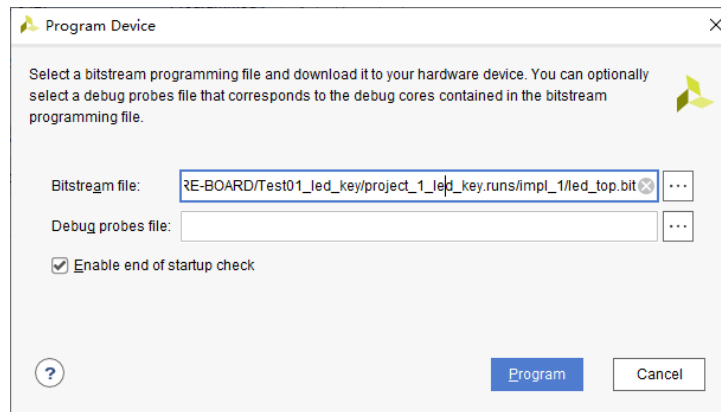 Program Device
Select a bitstream programming file and download it to your hardware device. You can optionally
select a debug probes file that corresponds to the debug cores contained in the bitstream
programming file.
Bitstream file: RE-BOARD/Test01_led_key/project_1_led_key.runs/impl_1/led_top.bit ...
Debug probes file: ...
Enable end of startup check
? Program Cancel